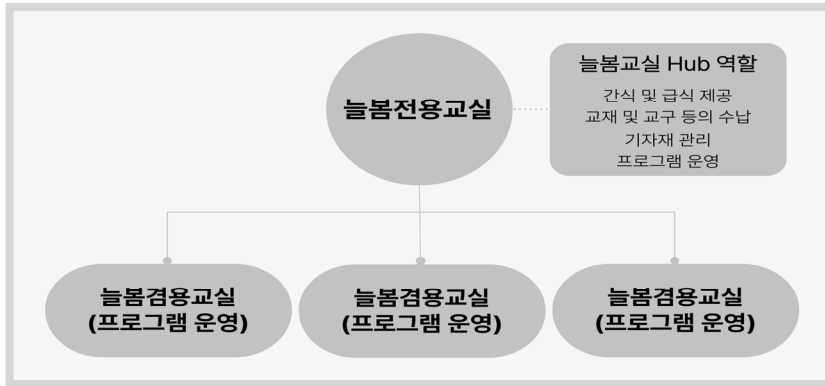 늘봄전용교실
늘봄교실 Hub 역할
간식 및 급식 제공
교재 및 교구 등의 수납
기자재 관리
프로그램 운영
늘봄겸용교실
(프로그램 운영)
늘봄겸용교실
(프로그램 운영)
늘봄겸용교실
(프로그램 운영)